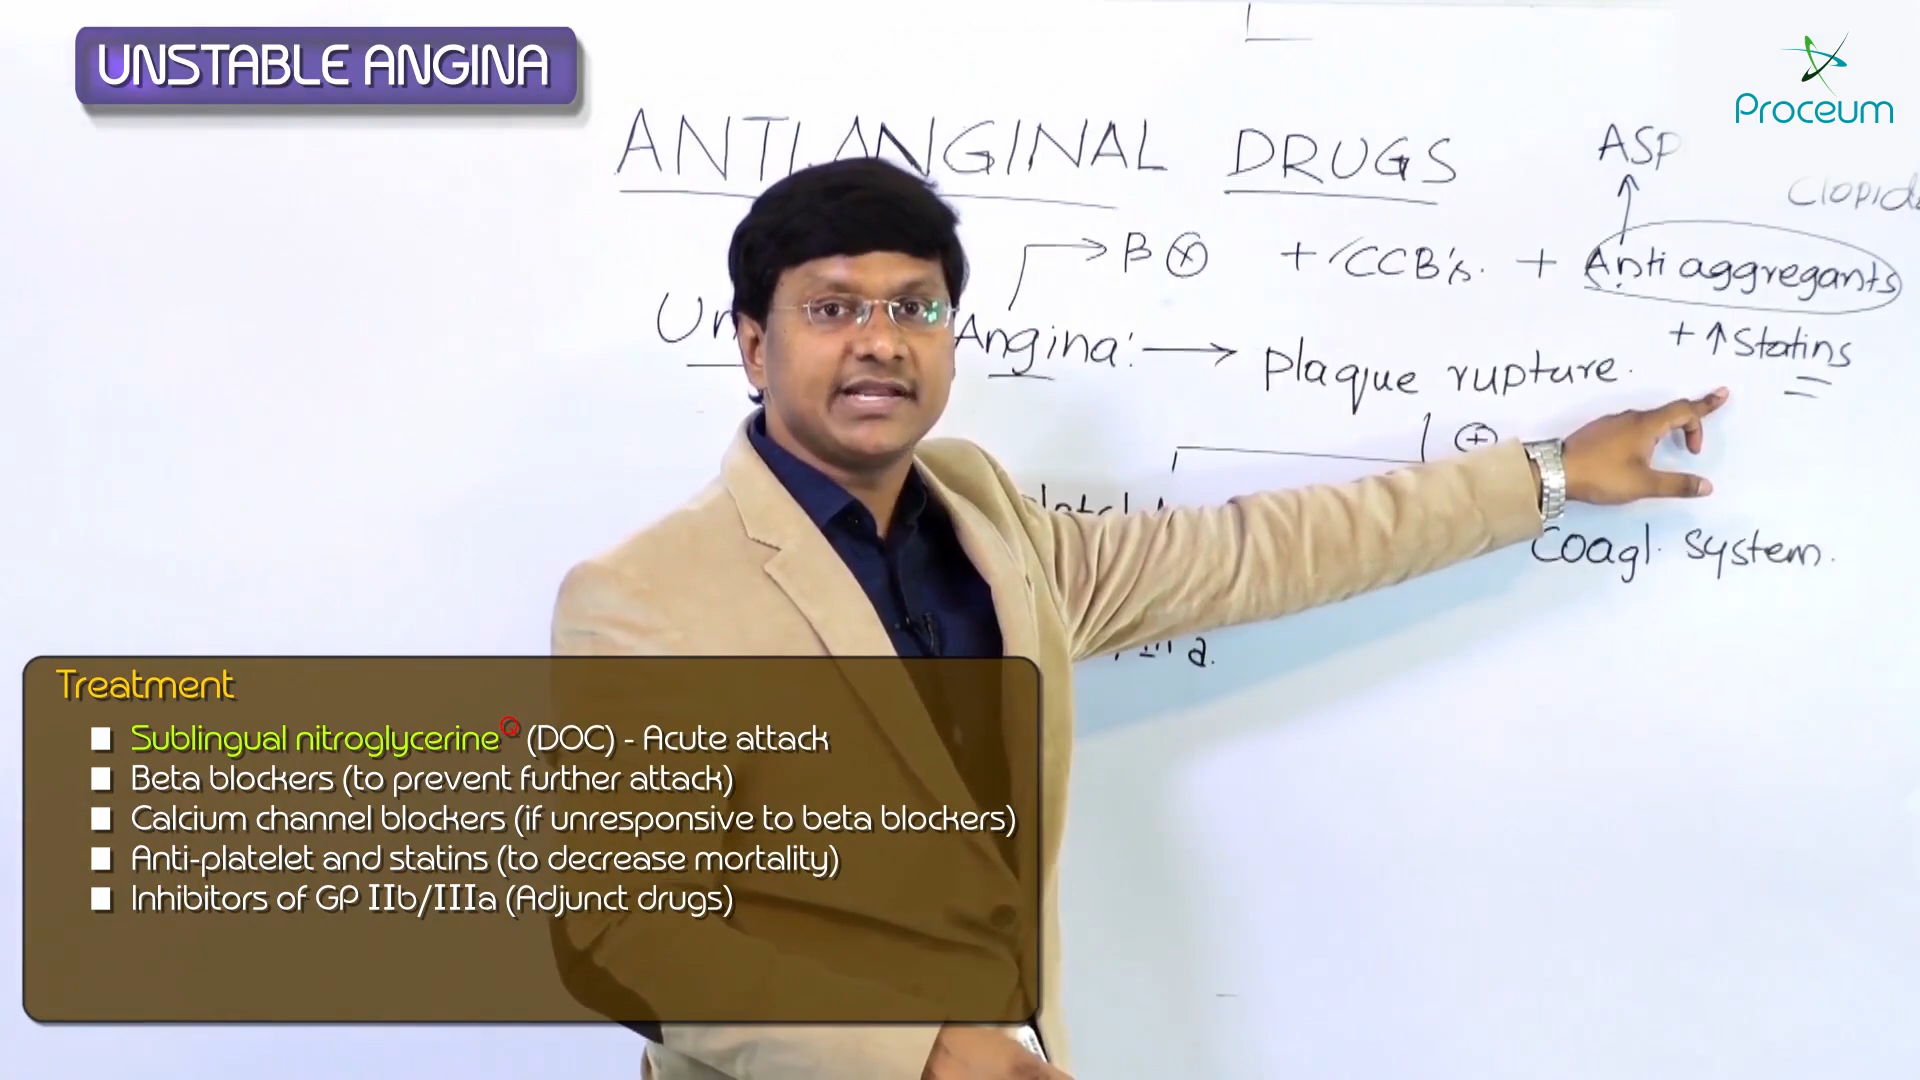 UNSTABLE ANGINA
Proceum
ANTI ANGINAL DRUGS
ASP
β + CCB's. + Anti aggregants
+ ↑ Statins
Angina: → plaque rupture.
Coagl. system.
Treatment
Sublingual nitroglycerineQ (DOC) - Acute attack
Beta blockers (to prevent further attack)
Calcium channel blockers (if unresponsive to beta blockers)
Anti-platelet and statins (to decrease mortality)
Inhibitors of GP IIb/IIIa (Adjunct drugs)